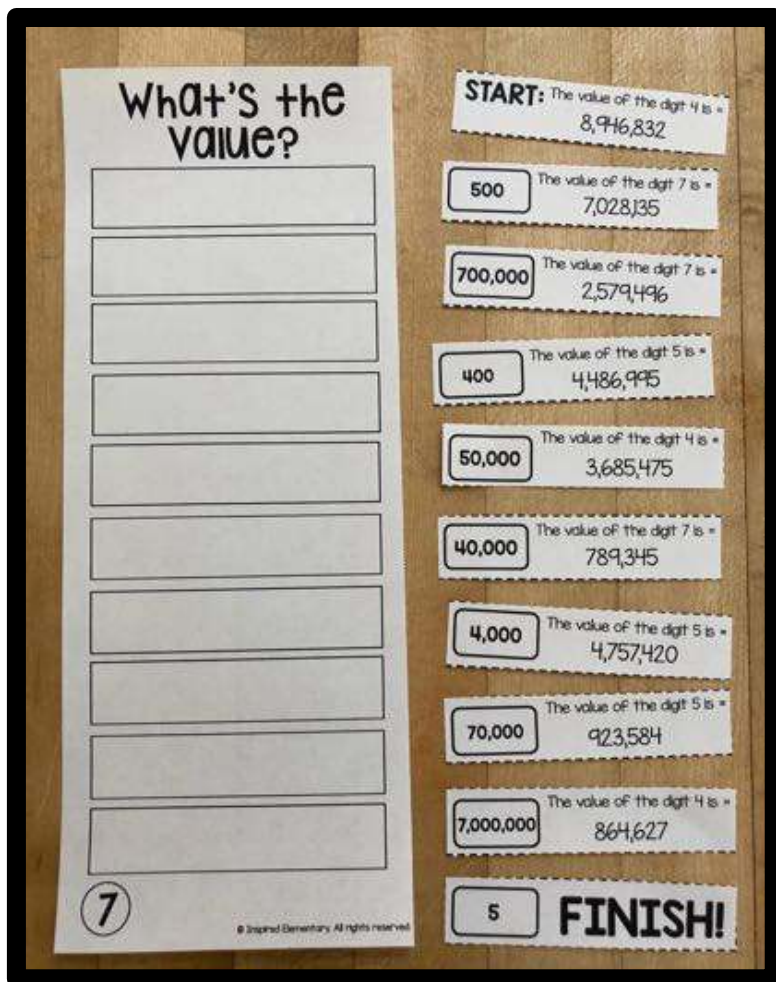 What's the
Value?
7
© Inspired Elementary. All rights reserved
START: The value of the digit 4 is =
8,946,832
500
The value of the digit 7 is =
7,028,135
700,000
The value of the digit 7 is =
2,579,496
400
The value of the digit 5 is =
4,486,995
50,000
The value of the digit 4 is =
3,685,475
40,000
The value of the digit 7 is =
789,345
4,000
The value of the digit 5 is =
4,757,420
70,000
The value of the digit 5 is =
923,584
7,000,000
The value of the digit 4 is =
864,627
5
FINISH!